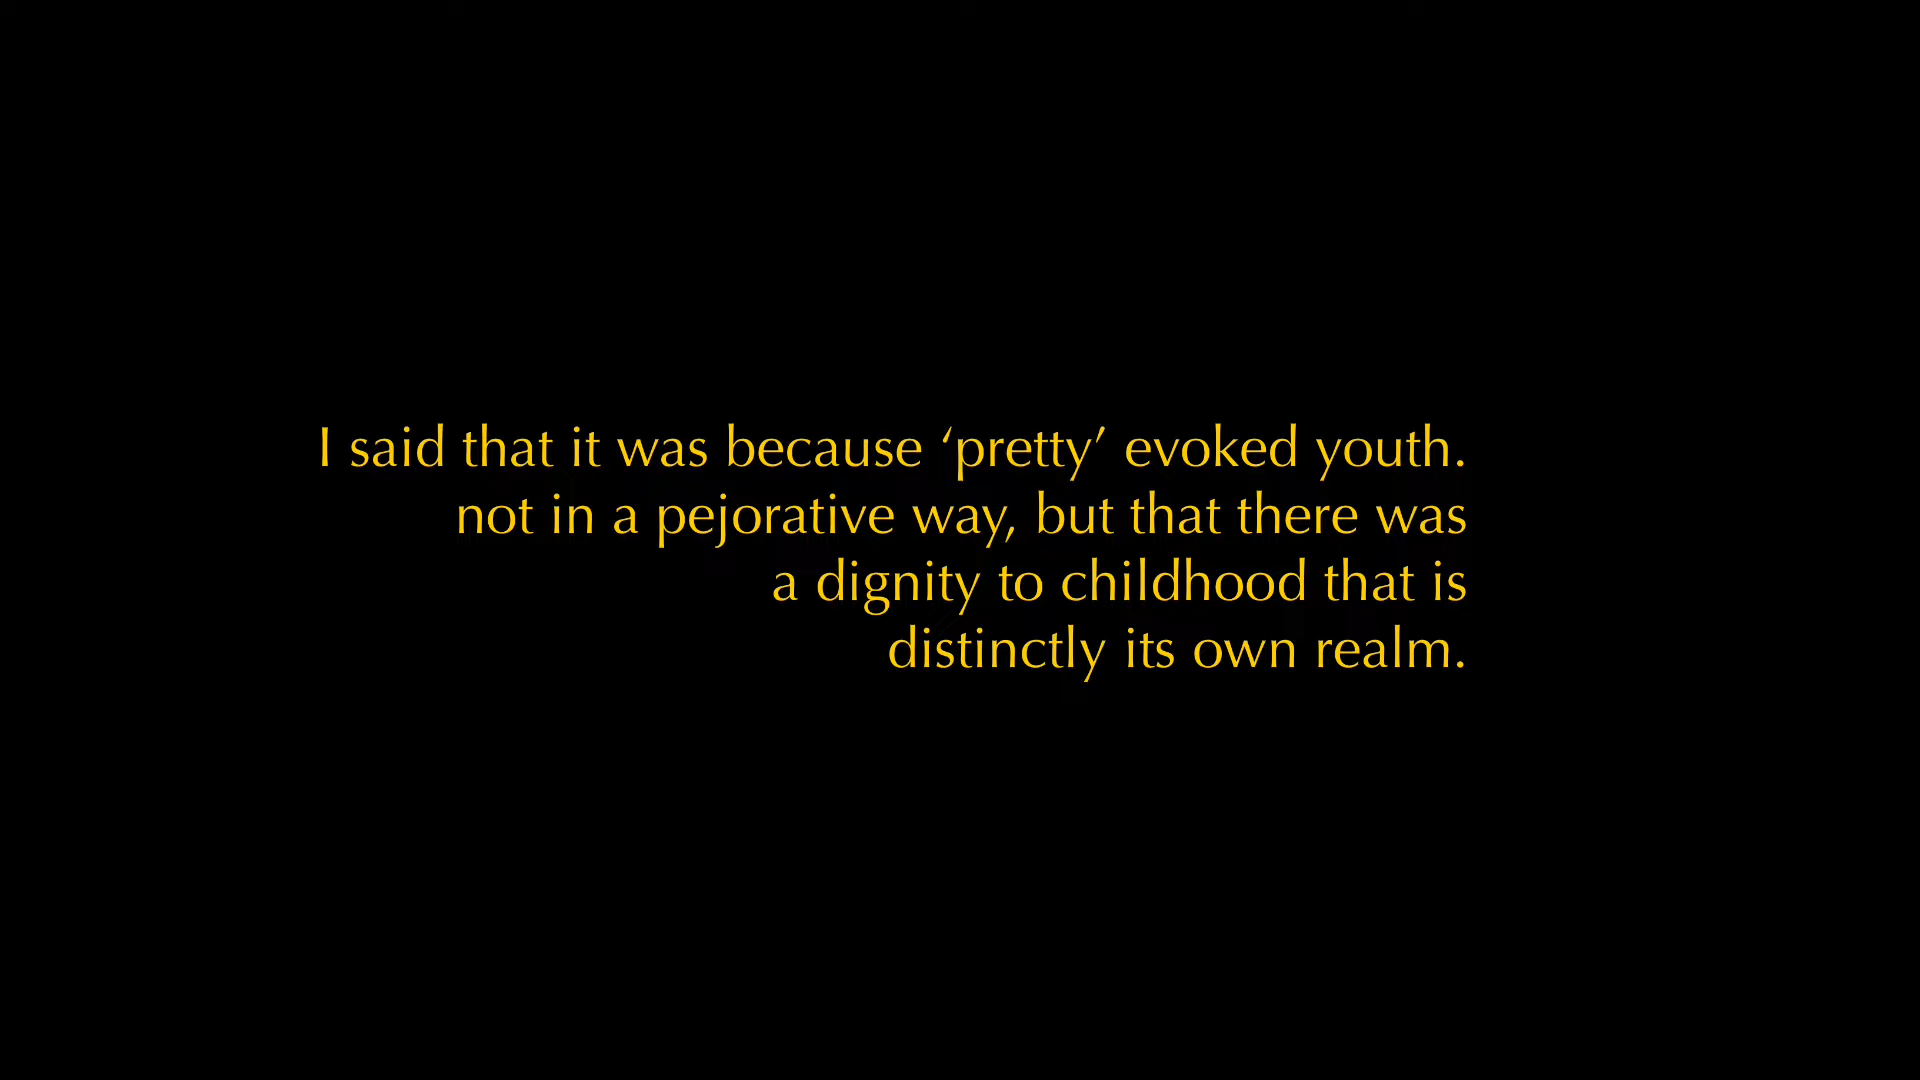 I said that it was because ‘pretty’ evoked youth.
not in a pejorative way, but that there was
a dignity to childhood that is
distinctly its own realm.